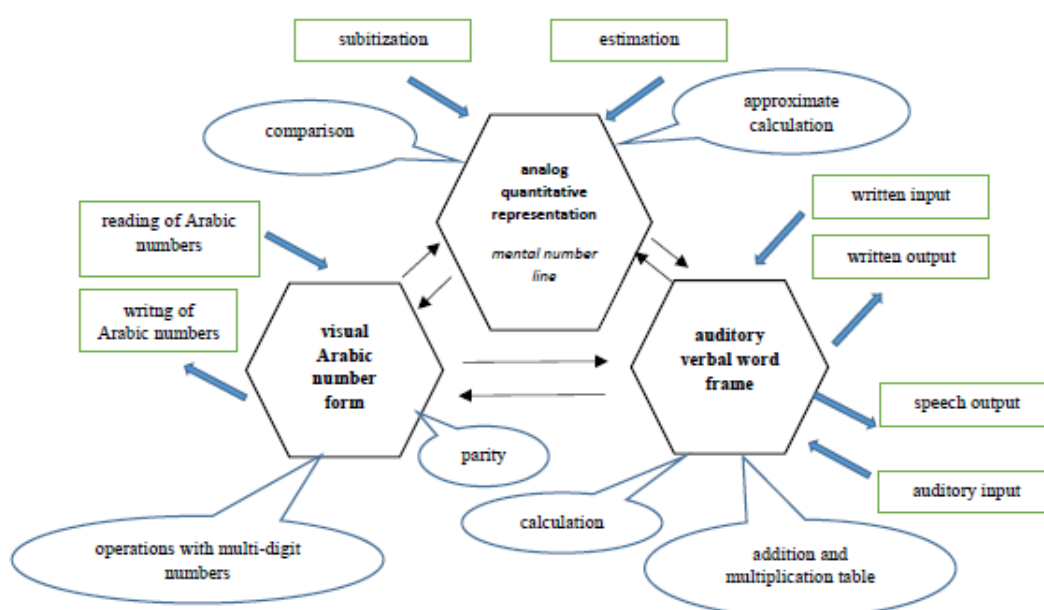 subitization
estimation
comparison
approximate
calculation
analog
quantitative
representation
mental number
line
reading of Arabic
numbers
writng of
Arabic numbers
written input
written output
visual
Arabic
number
form
auditory
verbal word
frame
speech output
auditory input
parity
calculation
operations with multi-digit
numbers
addition and
multiplication table